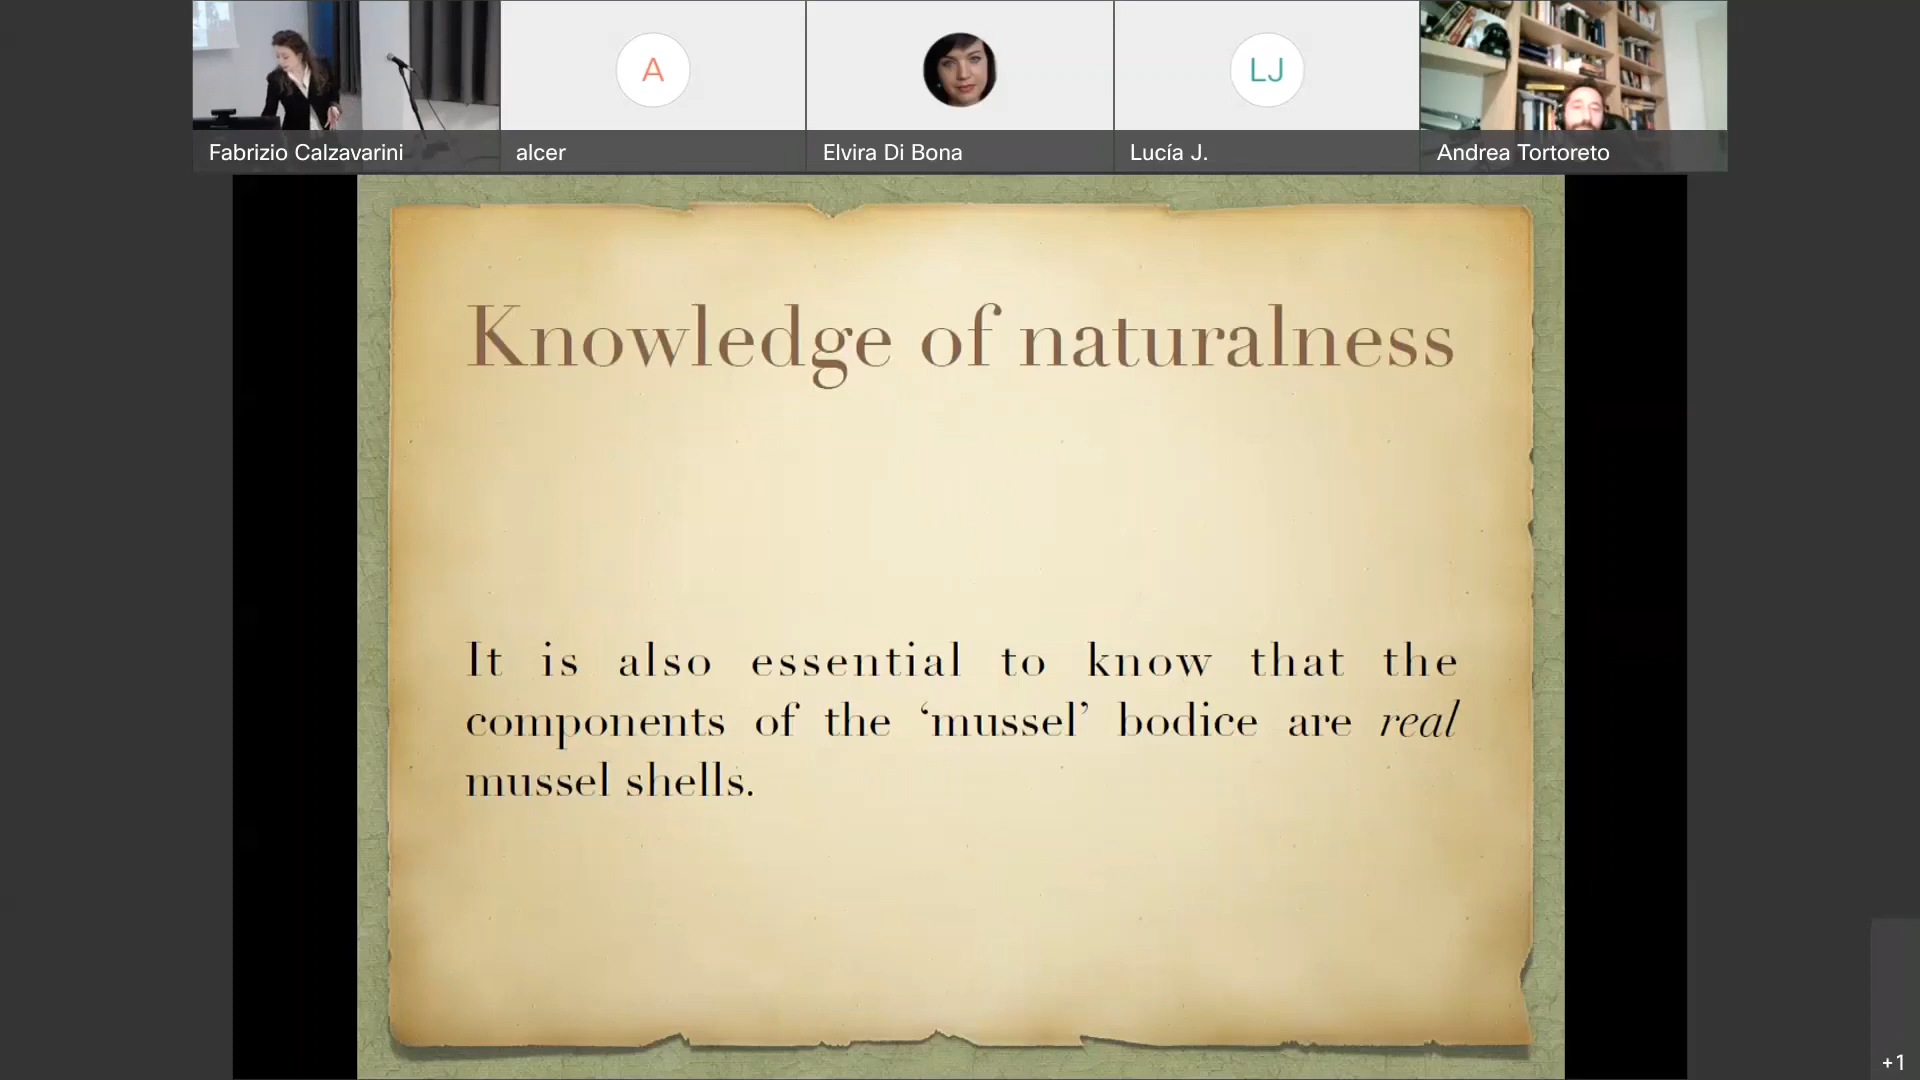 Fabrizio Calzavarini
A
alcer
Elvira Di Bona
LJ
Lucía J.
Andrea Tortoreto
Knowledge of naturalness
It is also essential to know that the
components of the ‘mussel’ bodice are real
mussel shells.
+1